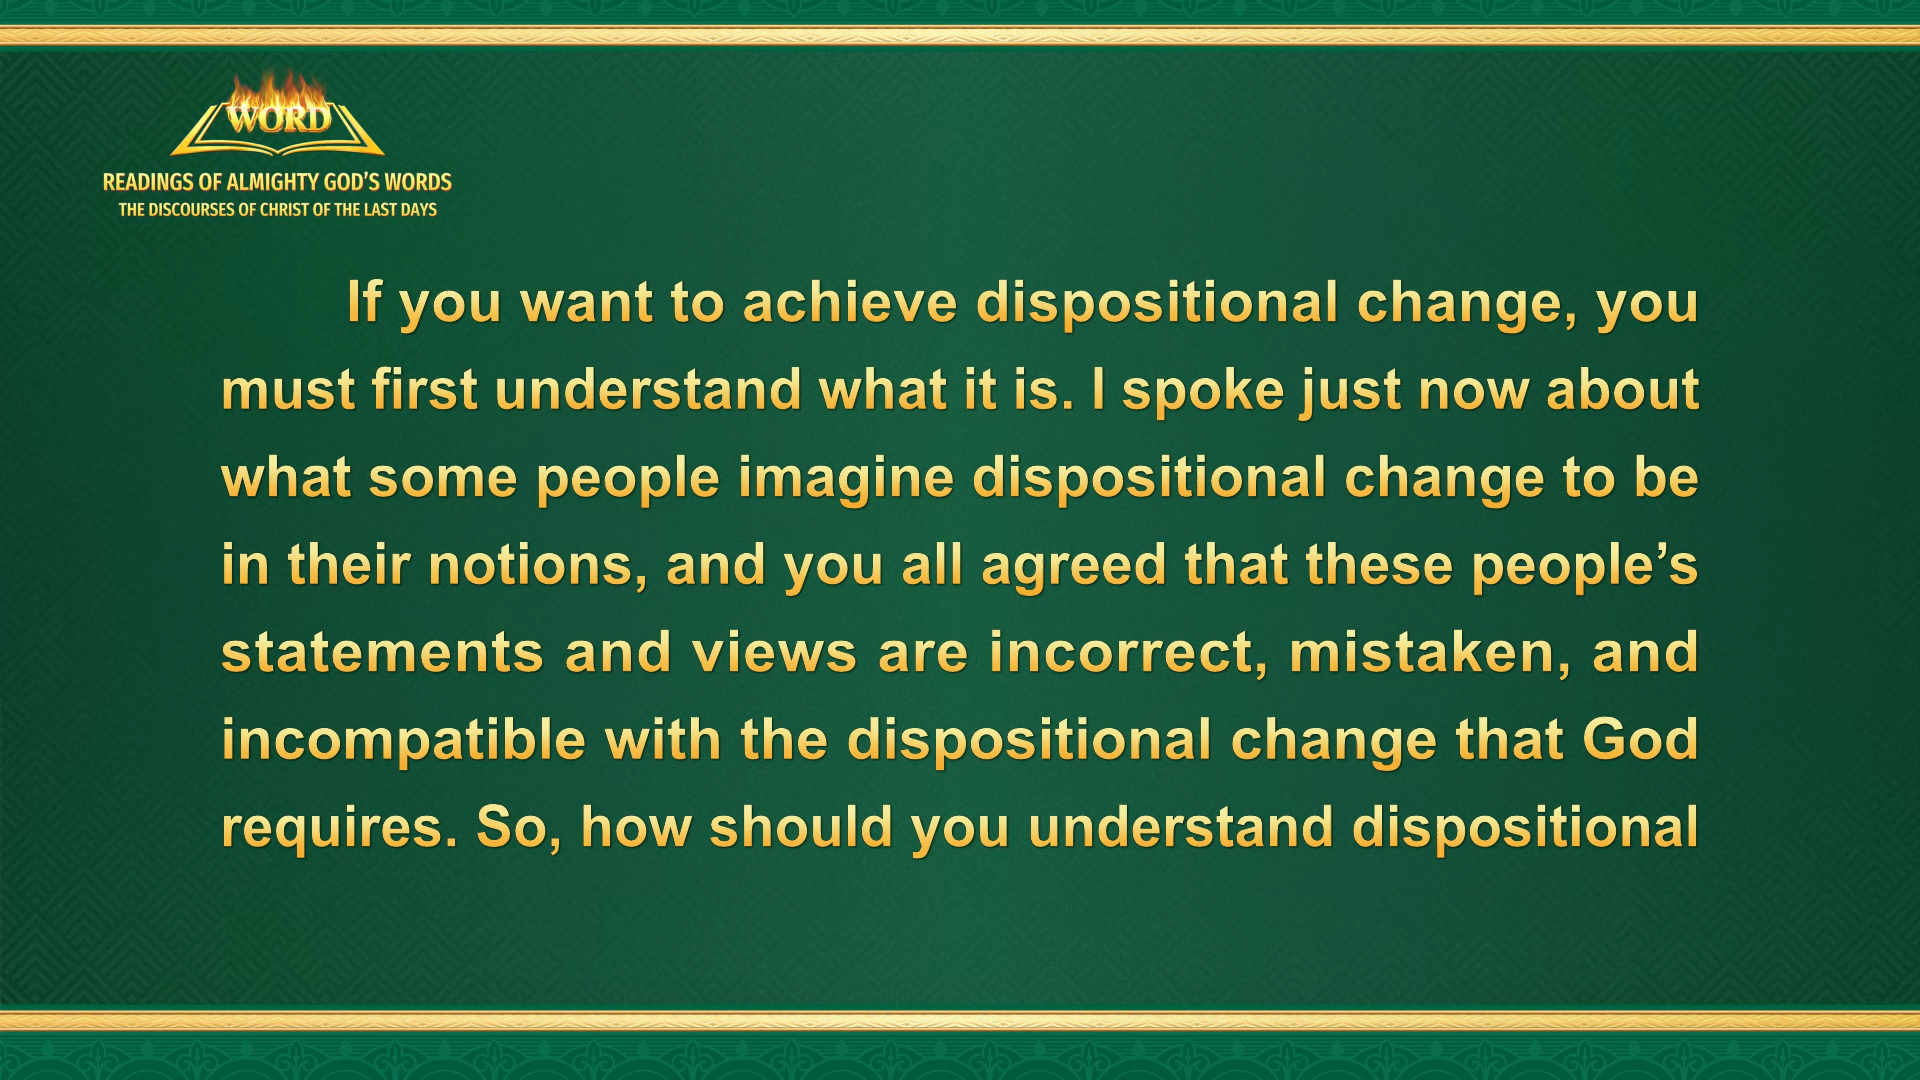 WORD
READINGS OF ALMIGHTY GOD’S WORDS
THE DISCOURSES OF CHRIST OF THE LAST DAYS
If you want to achieve dispositional change, you
must first understand what it is. I spoke just now about
what some people imagine dispositional change to be
in their notions, and you all agreed that these people’s
statements and views are incorrect, mistaken, and
incompatible with the dispositional change that God
requires. So, how should you understand dispositional